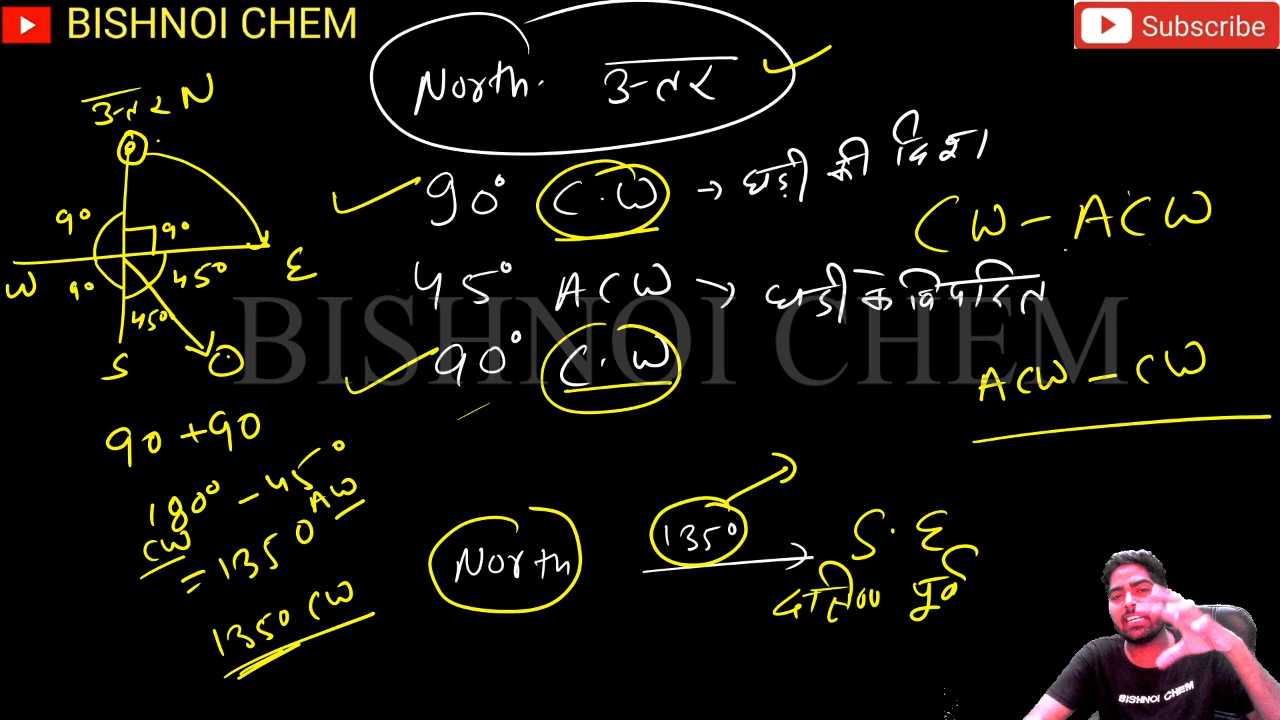 BISHNOI CHEM
Subscribe
North. उत्तर
उत्तर N
90° C.W → घड़ी की दिशा
90 90
CW - ACW
W E
45° ACW → घड़ी के विपरित
90 45°
45°
S
90° C.W
ACW - CW
BISHNOI CHEM
90 + 90
180° - 45°
CW ACW
= 135°
North 135° S.E
दक्षिण पूर्व
135° CW
BISHNOI CHEM